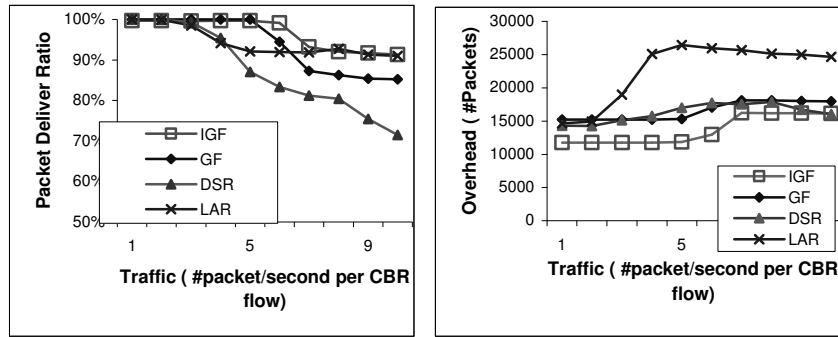 100%
90%
80%
70%
60%
50%
Packet Deliver Ratio
IGF
GF
DSR
LAR
1 5 9
Traffic ( #packet/second per CBR
flow)
30000
25000
20000
15000
10000
5000
0
Overhead ( #Packets)
IGF
GF
DSR
LAR
1 5
Traffic ( #packet/second per CBR
flow)